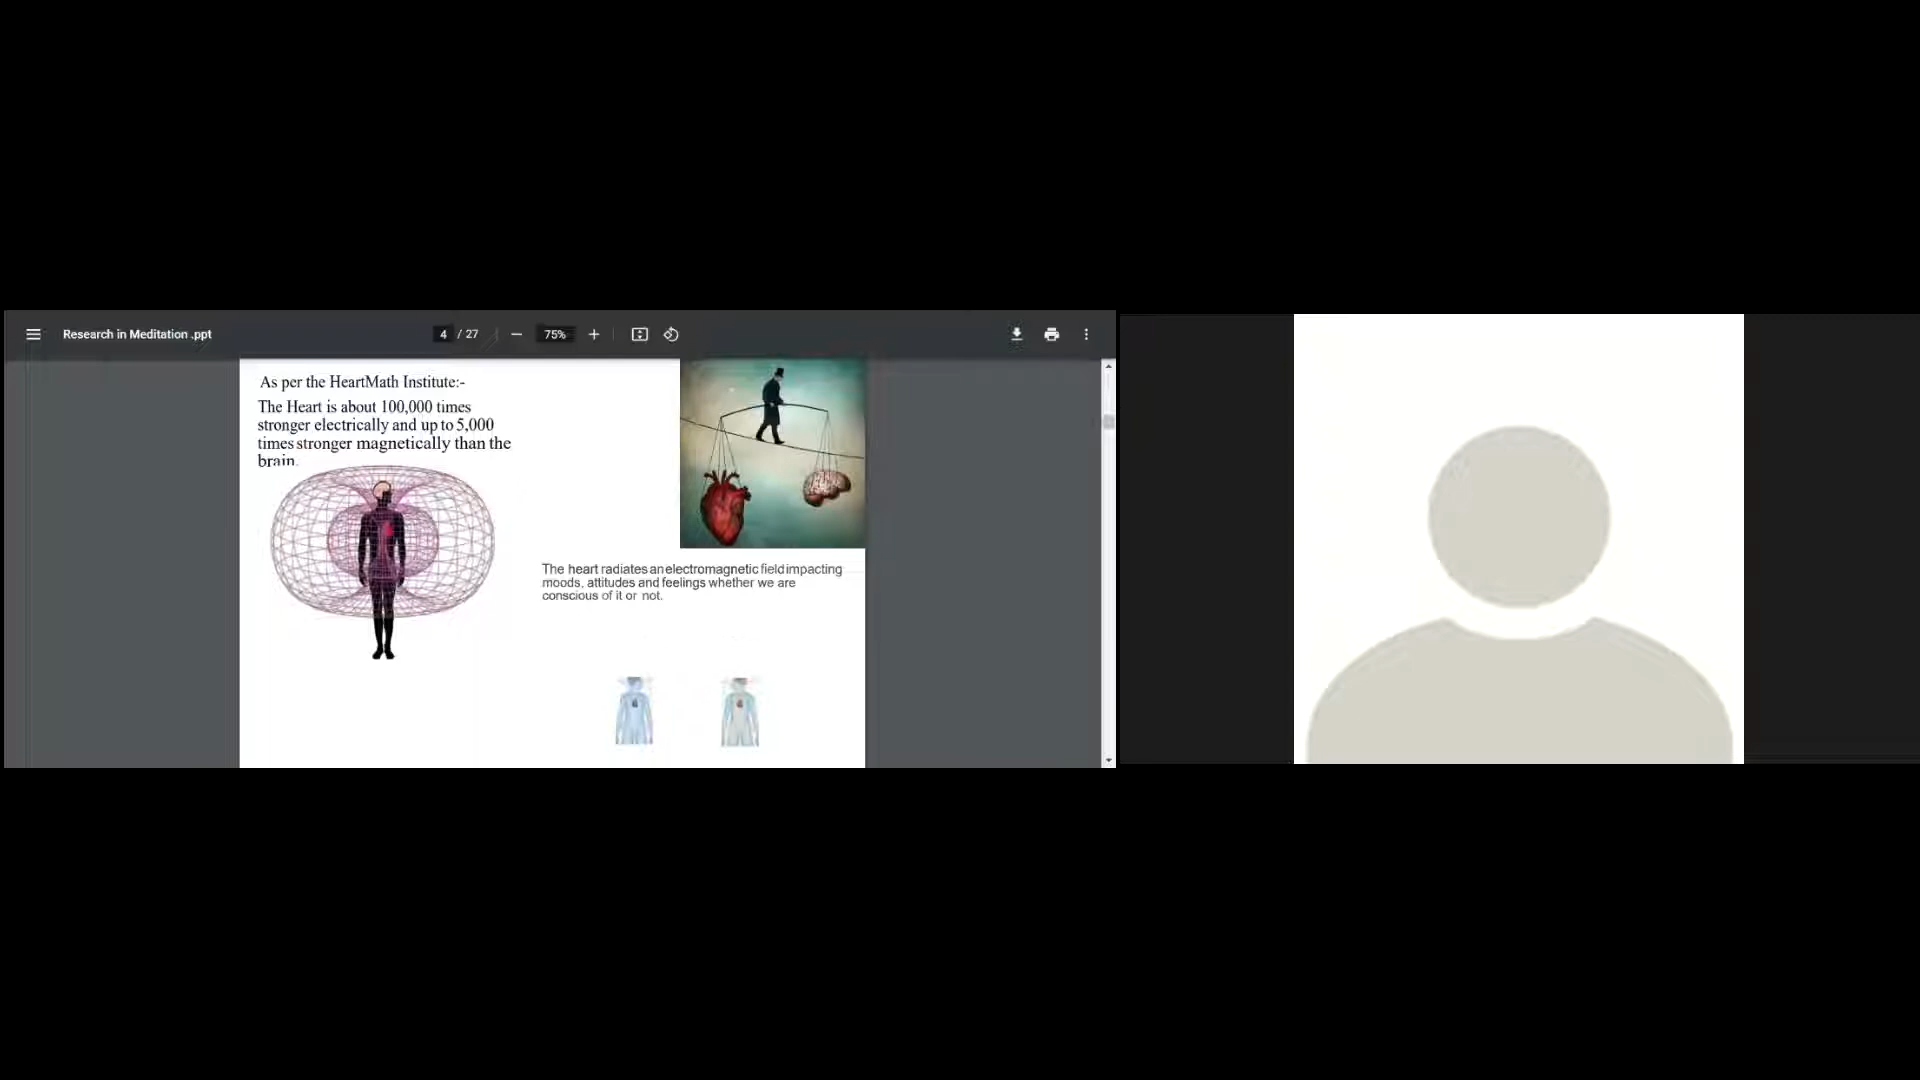 Research in Meditation .ppt
4 / 27
75%
As per the HeartMath Institute:-
The Heart is about 100,000 times
stronger electrically and up to 5,000
times stronger magnetically than the
brain.
The heart radiates an electromagnetic field impacting
moods, attitudes and feelings whether we are
conscious of it or not.